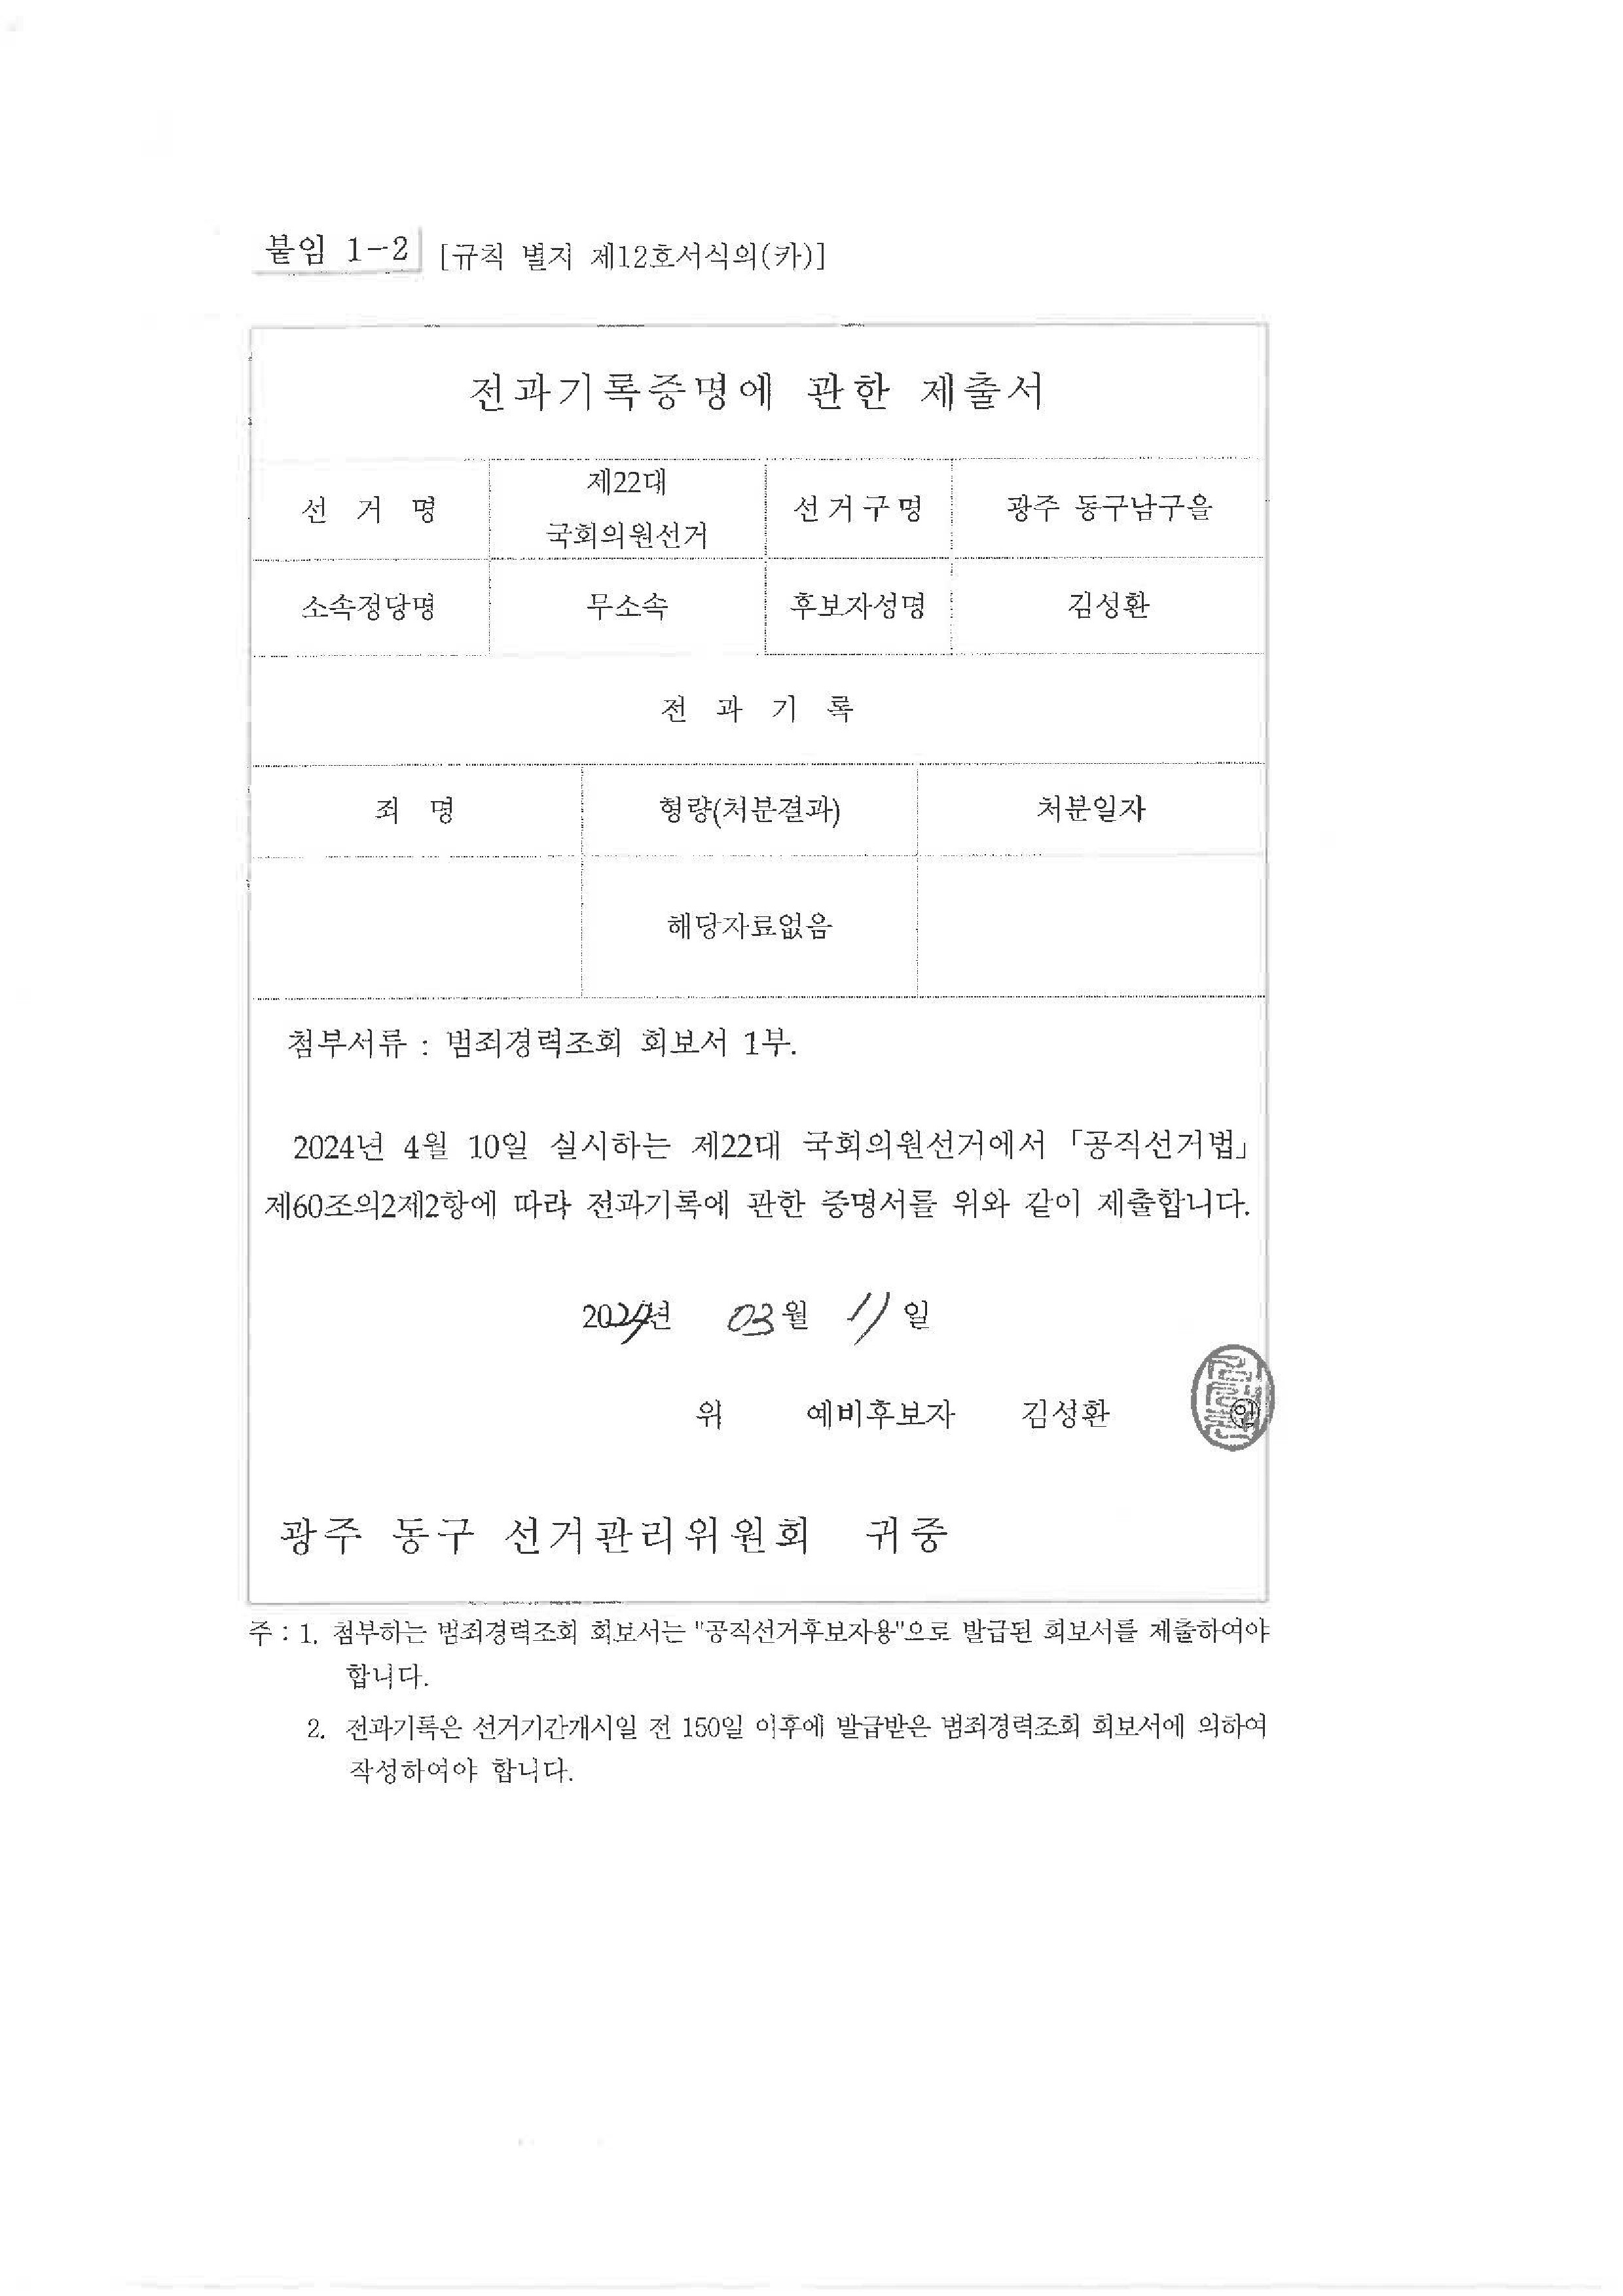 붙임 1-2 [규칙 별지 제12호서식의(카)]
전과기록증명에 관한 제출서
선 거 명
제22대
국회의원선거
선거구명
광주 동구남구을
소속정당명
무소속
후보자성명
김성환
전 과 기 록
죄 명
형량(처분결과)
처분일자
해당자료없음
첨부서류 : 범죄경력조회 회보서 1부.
2024년 4월 10일 실시하는 제22대 국회의원선거에서 「공직선거법」
제60조의2제2항에 따라 전과기록에 관한 증명서를 위와 같이 제출합니다.
2024년 03월 11일
위 예비후보자 김성환 ㊞
광주 동구 선거관리위원회 귀중
주 : 1. 첨부하는 범죄경력조회 회보서는 "공직선거후보자용"으로 발급된 회보서를 제출하여야
합니다.
2. 전과기록은 선거기간개시일 전 150일 이후에 발급받은 범죄경력조회 회보서에 의하여
작성하여야 합니다.